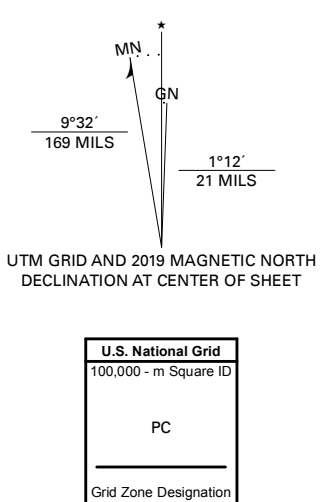 ★
MN
GN
9°32´
169 MILS
1°12´
21 MILS
UTM GRID AND 2019 MAGNETIC NORTH
DECLINATION AT CENTER OF SHEET
U.S. National Grid
100,000 - m Square ID
PC
Grid Zone Designation